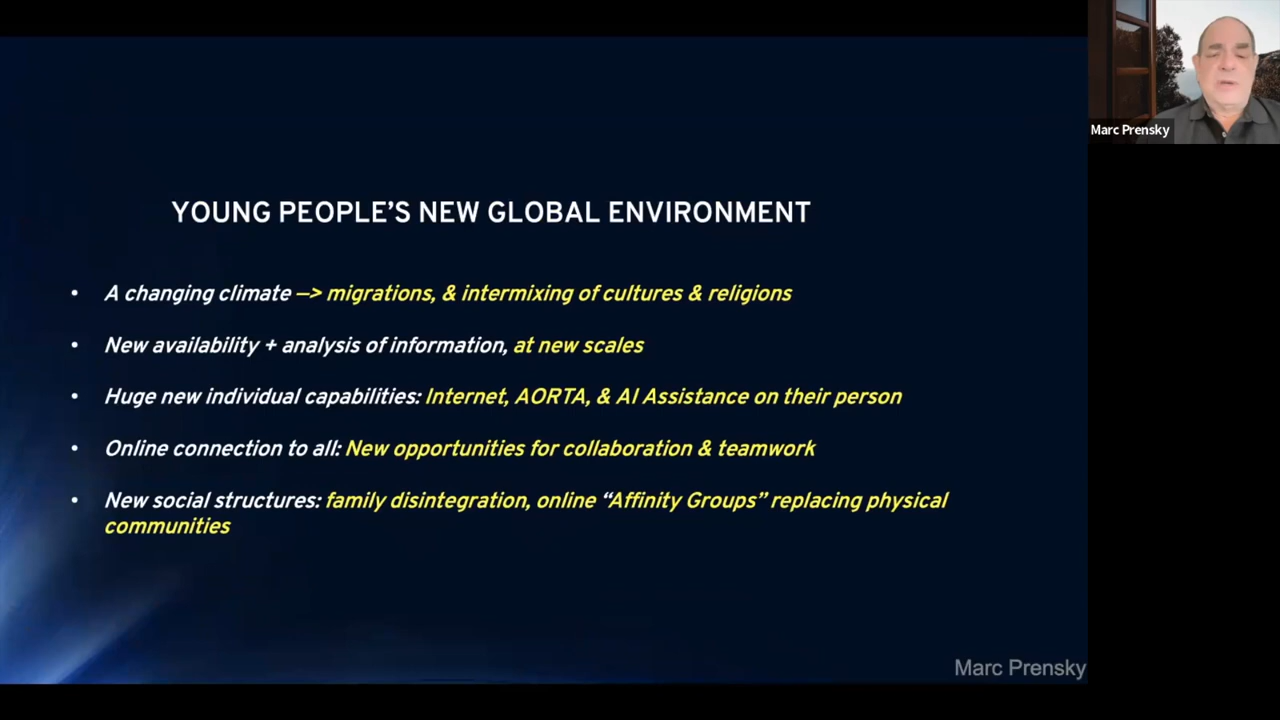 Marc Prensky
YOUNG PEOPLE’S NEW GLOBAL ENVIRONMENT
• A changing climate —> migrations, & intermixing of cultures & religions
• New availability + analysis of information, at new scales
• Huge new individual capabilities: Internet, AORTA, & AI Assistance on their person
• Online connection to all: New opportunities for collaboration & teamwork
• New social structures: family disintegration, online “Affinity Groups” replacing physical
communities
Marc Prensky